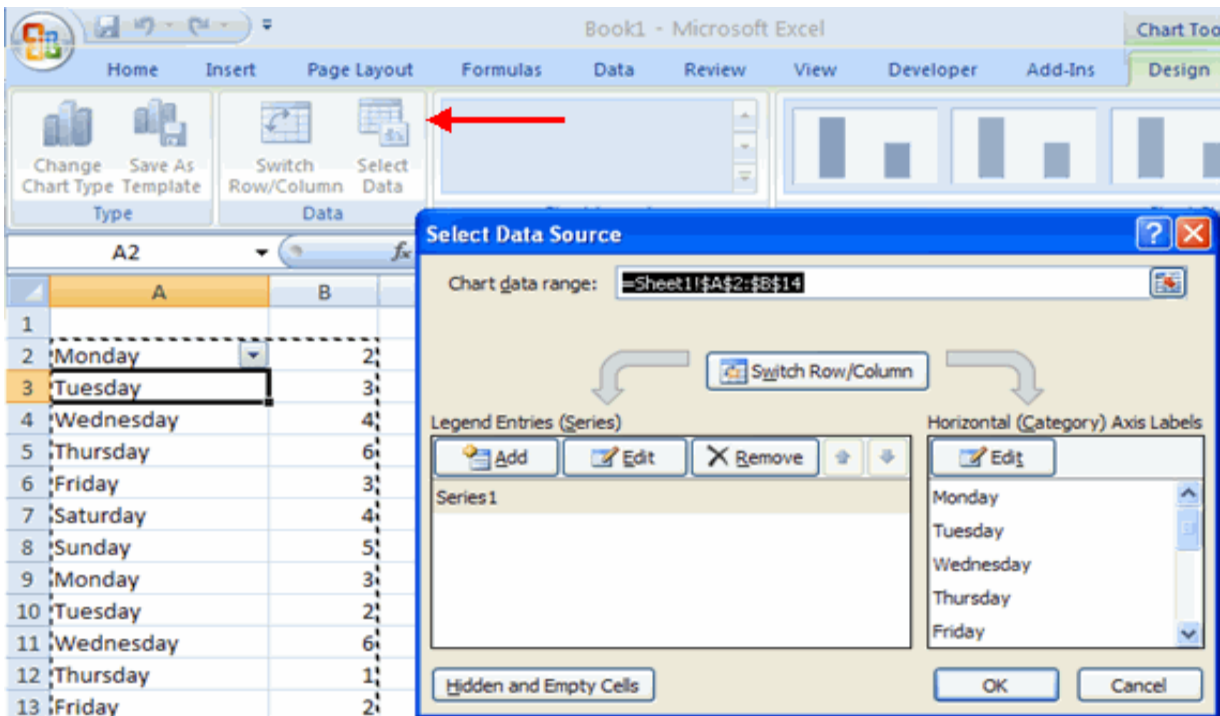 Book1 - Microsoft Excel
Chart Too
Home Insert Page Layout Formulas Data Review View Developer Add-Ins Design
Change Chart Type
Save As Template
Switch Row/Column
Select Data
Type
Data
A2
fx
A B
1
2 Monday 2
3 Tuesday 3
4 Wednesday 4
5 Thursday 6
6 Friday 3
7 Saturday 4
8 Sunday 5
9 Monday 3
10 Tuesday 2
11 Wednesday 6
12 Thursday 1
13 Friday 2
Select Data Source
?
Chart data range: =Sheet1!$A$2:$B$14
Switch Row/Column
Legend Entries (Series)
Add Edit Remove
Series1
Horizontal (Category) Axis Labels
Edit
Monday
Tuesday
Wednesday
Thursday
Friday
Hidden and Empty Cells
OK Cancel